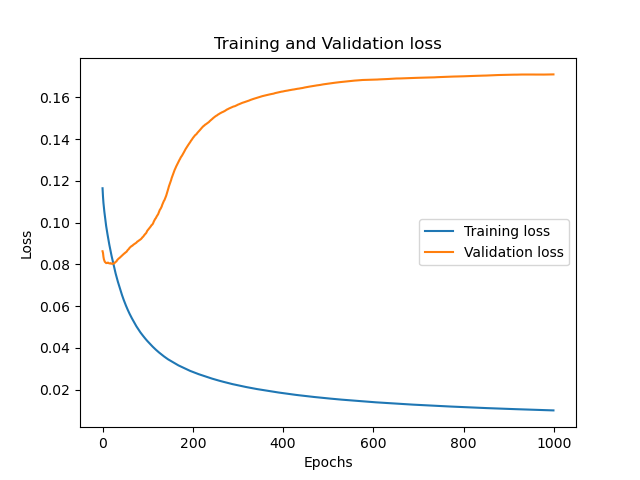 Training and Validation loss
0.16
0.14
0.12
0.10
0.08
0.06
0.04
0.02
Loss
Training loss
Validation loss
0
200
400
600
800
1000
Epochs